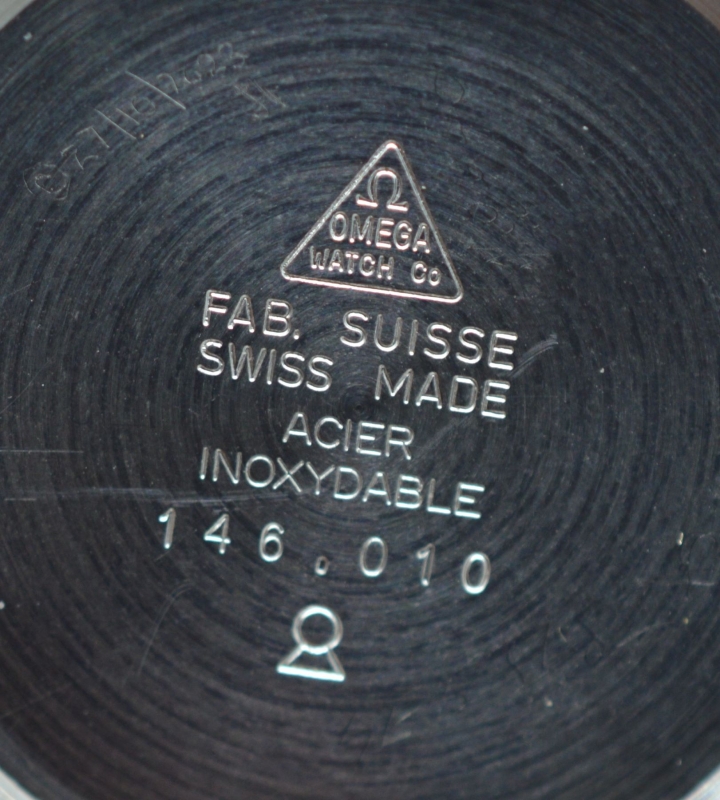 Ω
OMEGA
WATCH Co
FAB. SUISSE
SWISS MADE
ACIER
INOXYDABLE
146.010